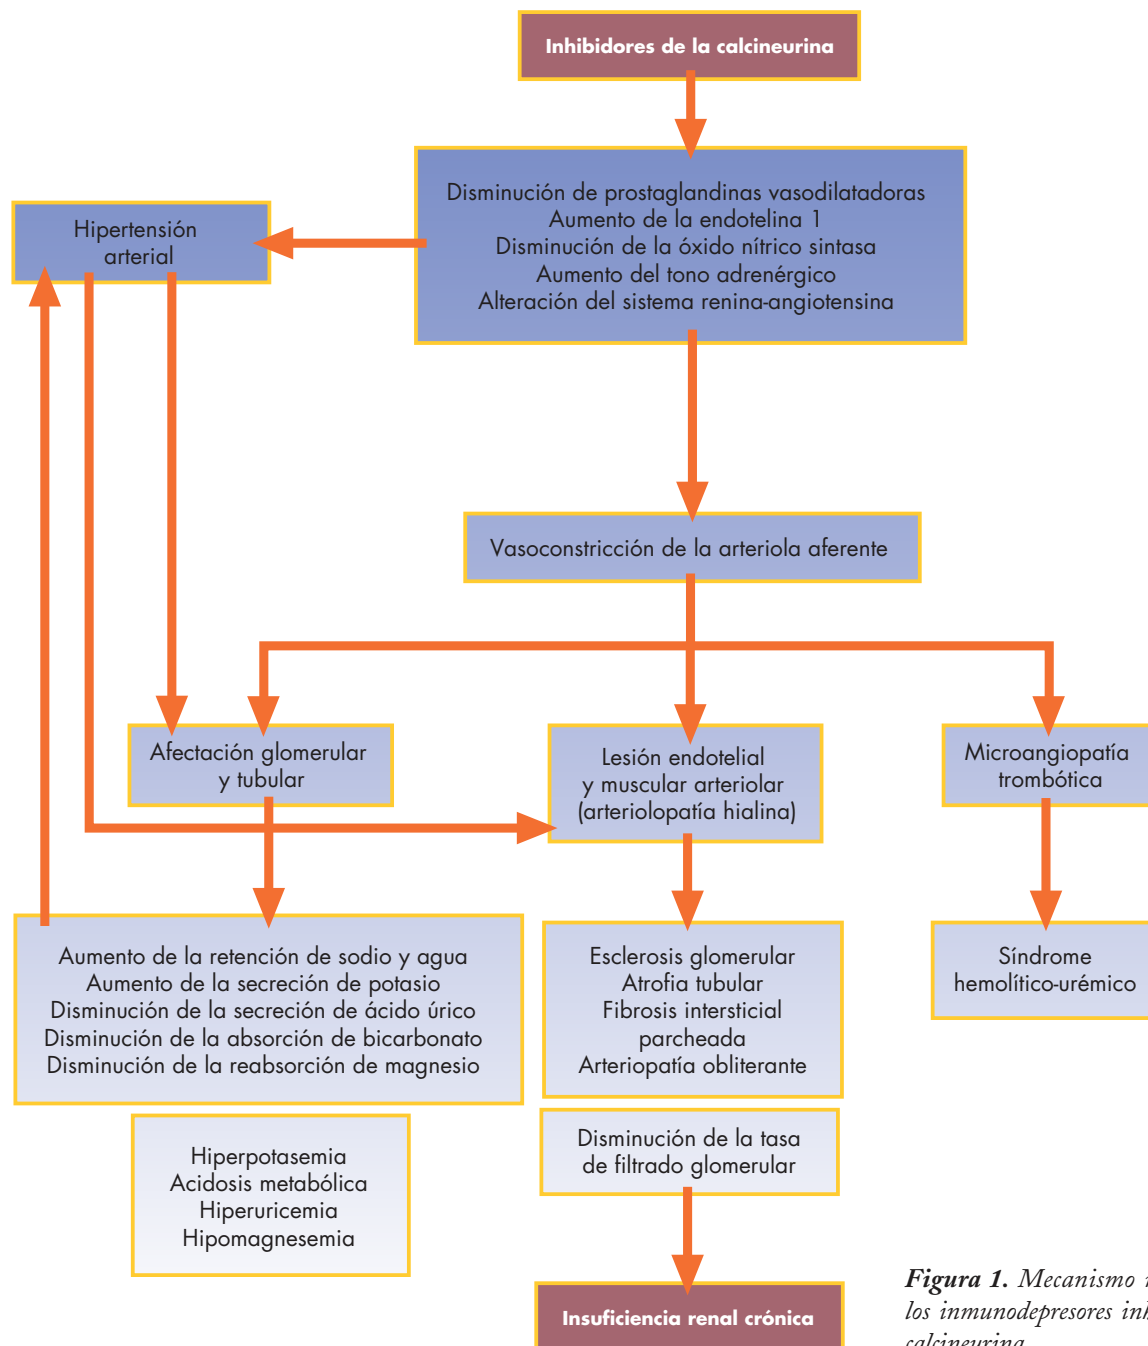 Inhibidores de la calcineurina
Disminución de prostaglandinas vasodilatadoras
Aumento de la endotelina 1
Disminución de la óxido nítrico sintasa
Aumento del tono adrenérgico
Alteración del sistema renina-angiotensina
Hipertensión
arterial
Vasoconstricción de la arteriola aferente
Afectación glomerular
y tubular
Lesión endotelial
y muscular arteriolar
(arteriolopatía hialina)
Microangiopatía
trombótica
Aumento de la retención de sodio y agua
Aumento de la secreción de potasio
Disminución de la secreción de ácido úrico
Disminución de la absorción de bicarbonato
Disminución de la reabsorción de magnesio
Esclerosis glomerular
Atrofia tubular
Fibrosis intersticial
parcheada
Arteriopatía obliterante
Síndrome
hemolítico-urémico
Hiperpotasemia
Acidosis metabólica
Hiperuricemia
Hipomagnesemia
Disminución de la tasa
de filtrado glomerular
Insuficiencia renal crónica
Figura 1. Mecanismo
los inmunodepresores
calcineurina